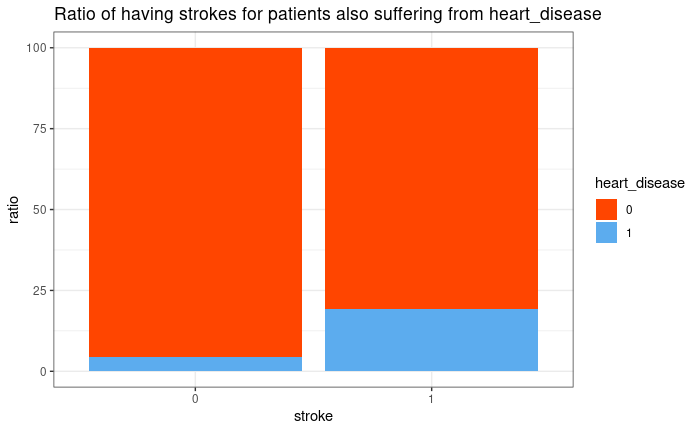 Ratio of having strokes for patients also suffering from heart_disease
100
75
50
25
0
ratio
0
1
stroke
heart_disease
0
1